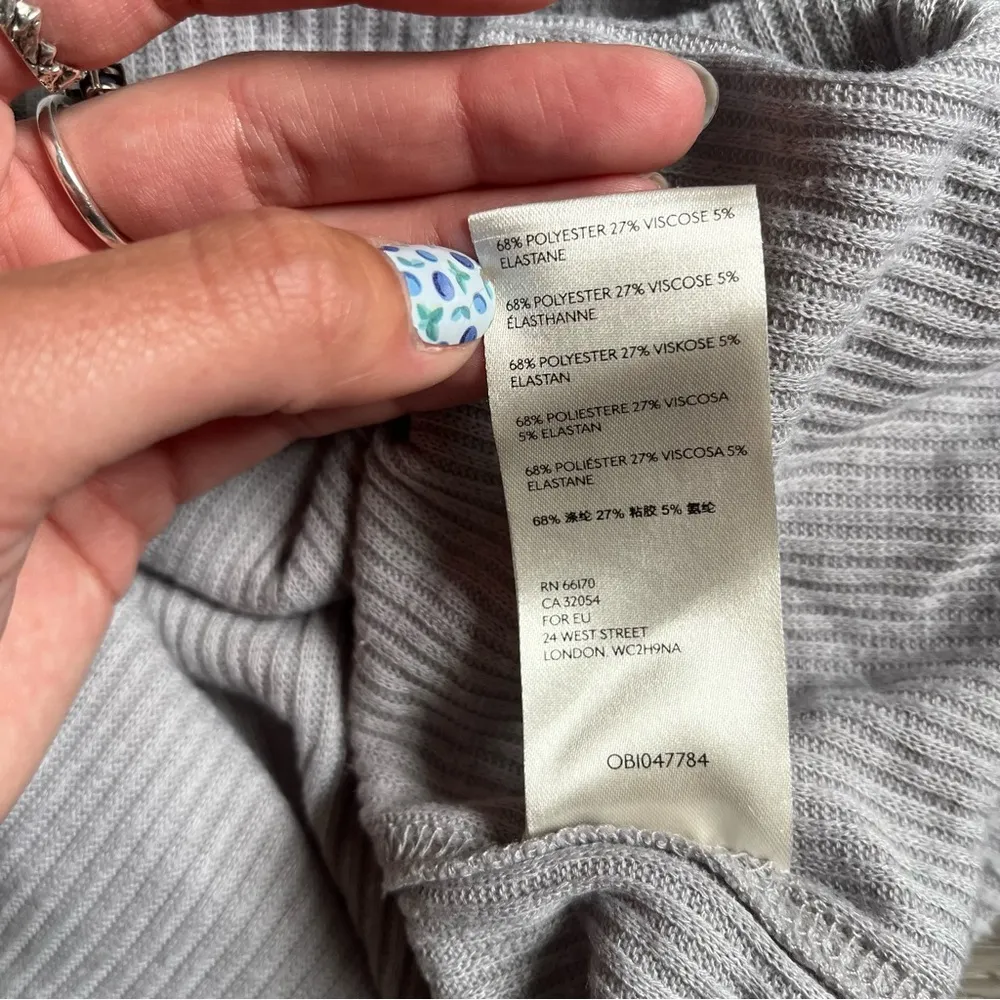 68% POLYESTER 27% VISCOSE 5%
ELASTANE
68% POLYESTER 27% VISCOSE 5%
ÉLASTHANNE
68% POLYESTER 27% VISKOSE 5%
ELASTAN
68% POLIESTERE 27% VISCOSA
5% ELASTAN
68% POLIÉSTER 27% VISCOSA 5%
ELASTANE
68% 涤纶 27% 粘胶 5% 氨纶
RN 66170
CA 32054
FOR EU
24 WEST STREET
LONDON. WC2H9NA
OB1047784